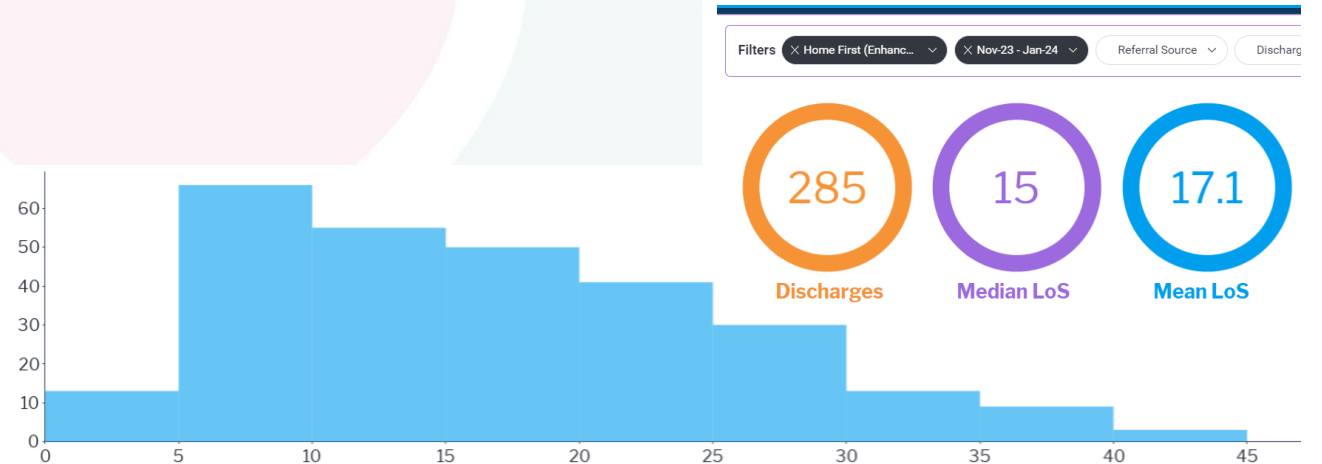 Filters × Home First (Enhanc... × Nov-23 - Jan-24 Referral Source Discharg
285 15 17.1
Discharges Median LoS Mean LoS
60
50
40
30
20
10
0
0 5 10 15 20 25 30 35 40 45